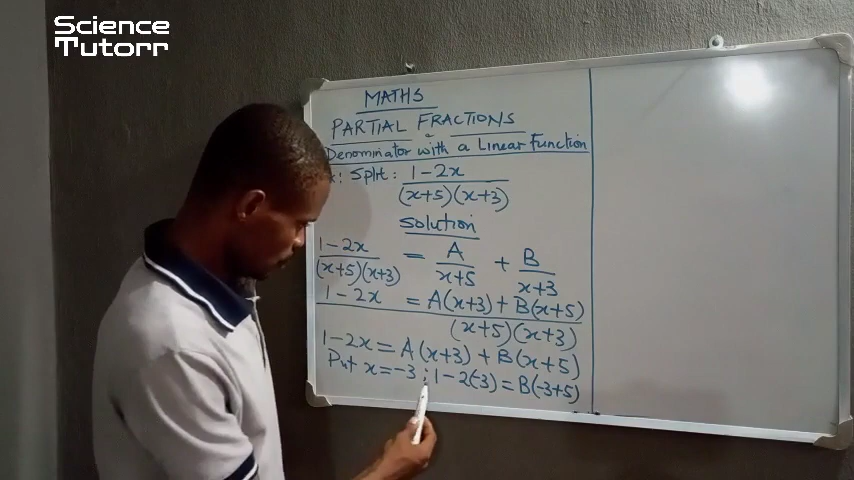 Science
Tutorr
MATHS
PARTIAL FRACTIONS
Denominator with a Linear Function
x: Split: 1-2x / (x+5)(x+3)
Solution
1-2x / (x+5)(x+3) = A / x+5 + B / x+3
1-2x = A(x+3) + B(x+5) / (x+5)(x+3)
1-2x = A(x+3) + B(x+5)
Put x=-3 ; 1-2(-3) = B(-3+5)